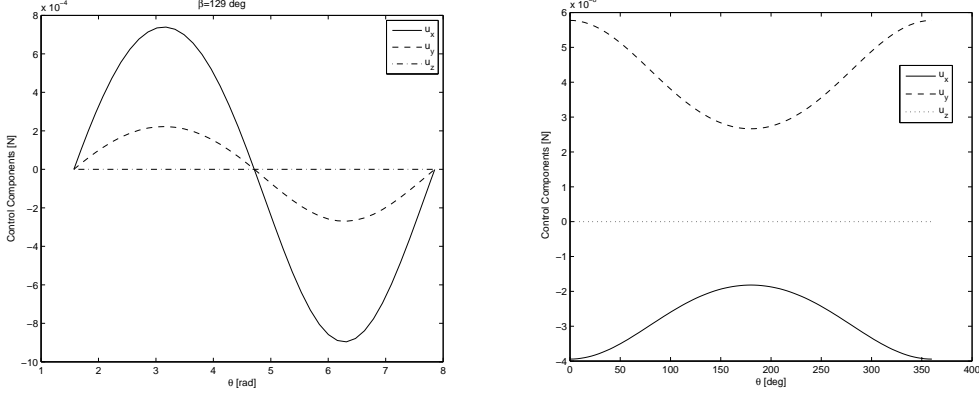 β=129 deg
x 10⁻⁴
8
6
4
2
0
−2
−4
−6
−8
−10
Control Components [N]
1 2 3 4 5 6 7 8
θ [rad]
u_x
u_y
u_z
6
5
4
3
2
1
0
−1
−2
−3
−4
Control Components [N]
0 50 100 150 200 250 300 350 400
θ [deg]
u_x
u_y
u_z